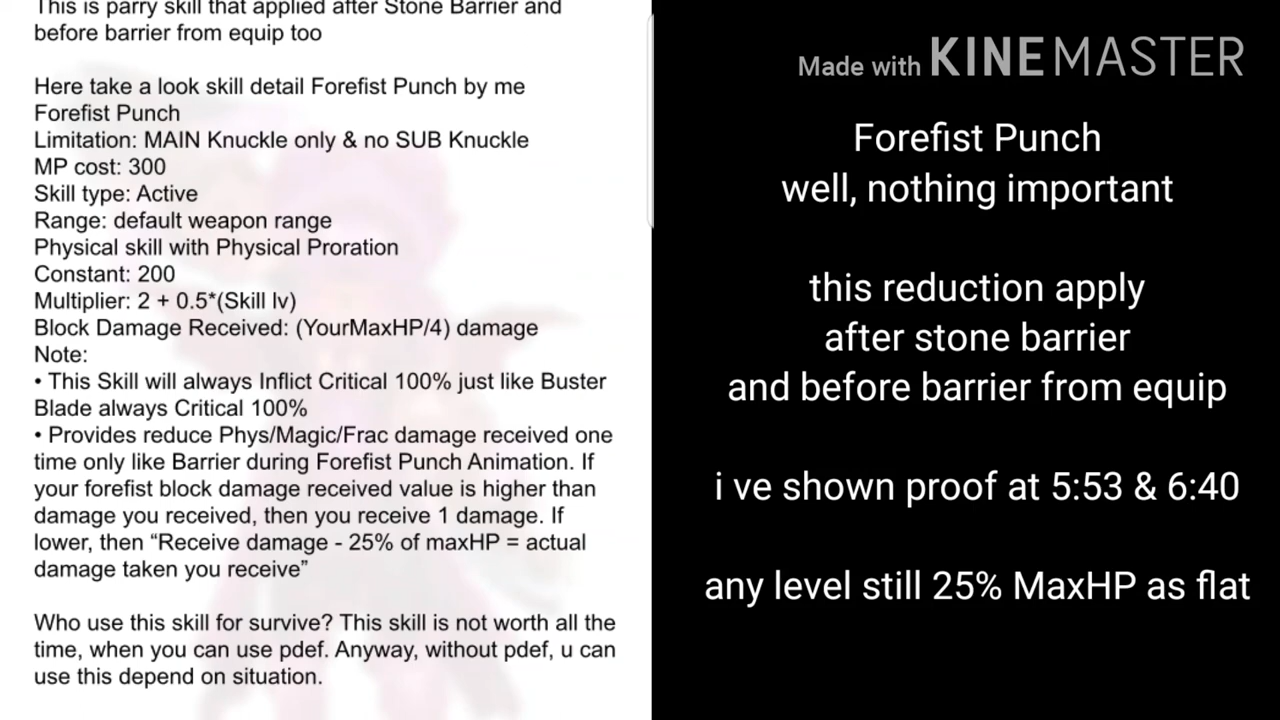 This is parry skill that applied after Stone Barrier and
before barrier from equip too
Here take a look skill detail Forefist Punch by me
Forefist Punch
Limitation: MAIN Knuckle only & no SUB Knuckle
MP cost: 300
Skill type: Active
Range: default weapon range
Physical skill with Physical Proration
Constant: 200
Multiplier: 2 + 0.5*(Skill lv)
Block Damage Received: (YourMaxHP/4) damage
Note:
• This Skill will always Inflict Critical 100% just like Buster
Blade always Critical 100%
• Provides reduce Phys/Magic/Frac damage received one
time only like Barrier during Forefist Punch Animation. If
your forefist block damage received value is higher than
damage you received, then you receive 1 damage. If
lower, then “Receive damage - 25% of maxHP = actual
damage taken you receive”
Who use this skill for survive? This skill is not worth all the
time, when you can use pdef. Anyway, without pdef, u can
use this depend on situation.
Made with KINEMASTER
Forefist Punch
well, nothing important
this reduction apply
after stone barrier
and before barrier from equip
i ve shown proof at 5:53 & 6:40
any level still 25% MaxHP as flat